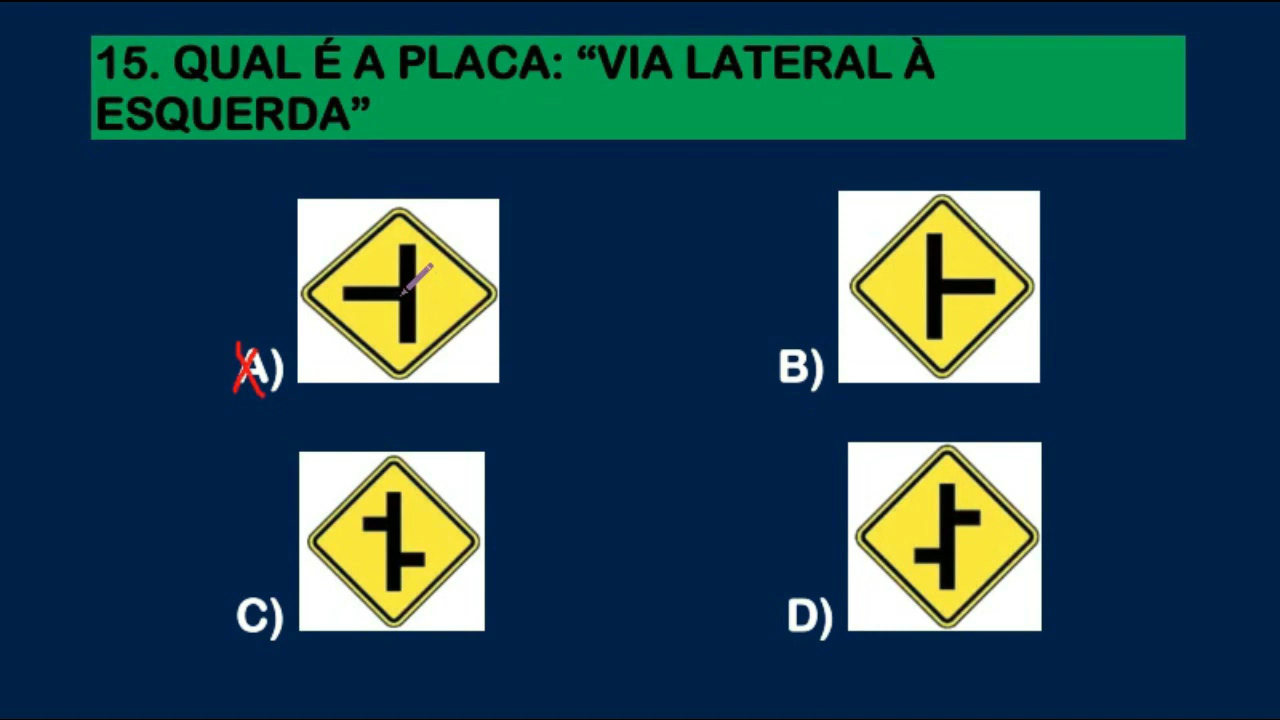 15. QUAL É A PLACA: “VIA LATERAL À
ESQUERDA”
A)
B)
C)
D)